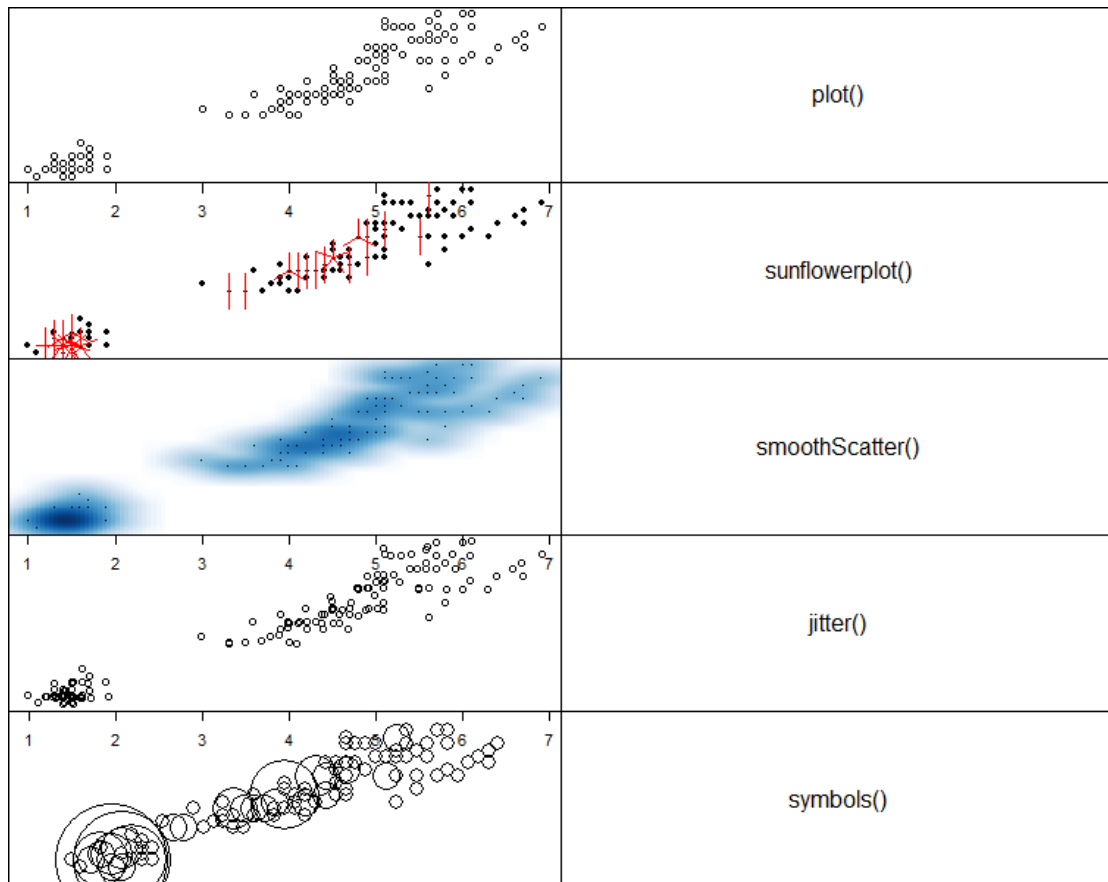 plot()
1 2 3 4 5 6 7
sunflowerplot()
smoothScatter()
1 2 3 4 5 6 7
jitter()
1 2 3 4 5 6 7
symbols()